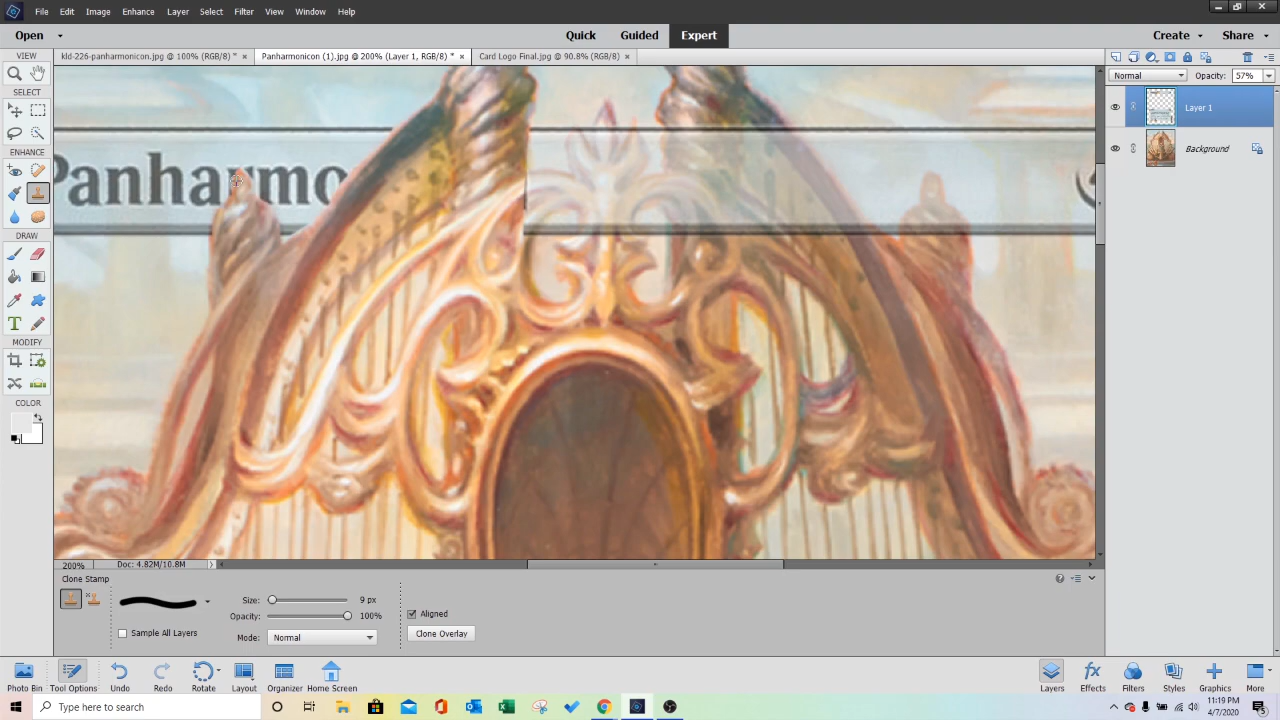 File Edit Image Enhance Layer Select Filter View Window Help
Open Quick Guided Expert Create Share
VIEW
kld-226-panharmonicon.jpg @ 100% (RGB/8) * × Panharmonicon (1).jpg @ 200% (Layer 1, RGB/8) * × Card Logo Final.jpg @ 90.8% (RGB/8) ×
Normal Opacity: 57%
SELECT
Layer 1
Background
ENHANCE
Panharmo
DRAW
MODIFY
COLOR
200% Doc: 4.82M/10.8M
Clone Stamp
Size: 9 px
Opacity: 100%
Aligned
Sample All Layers
Mode: Normal
Clone Overlay
Photo Bin Tool Options Undo Redo Rotate Layout Organizer Home Screen Layers Effects Filters Styles Graphics More
Type here to search
11:19 PM
4/7/2020
5